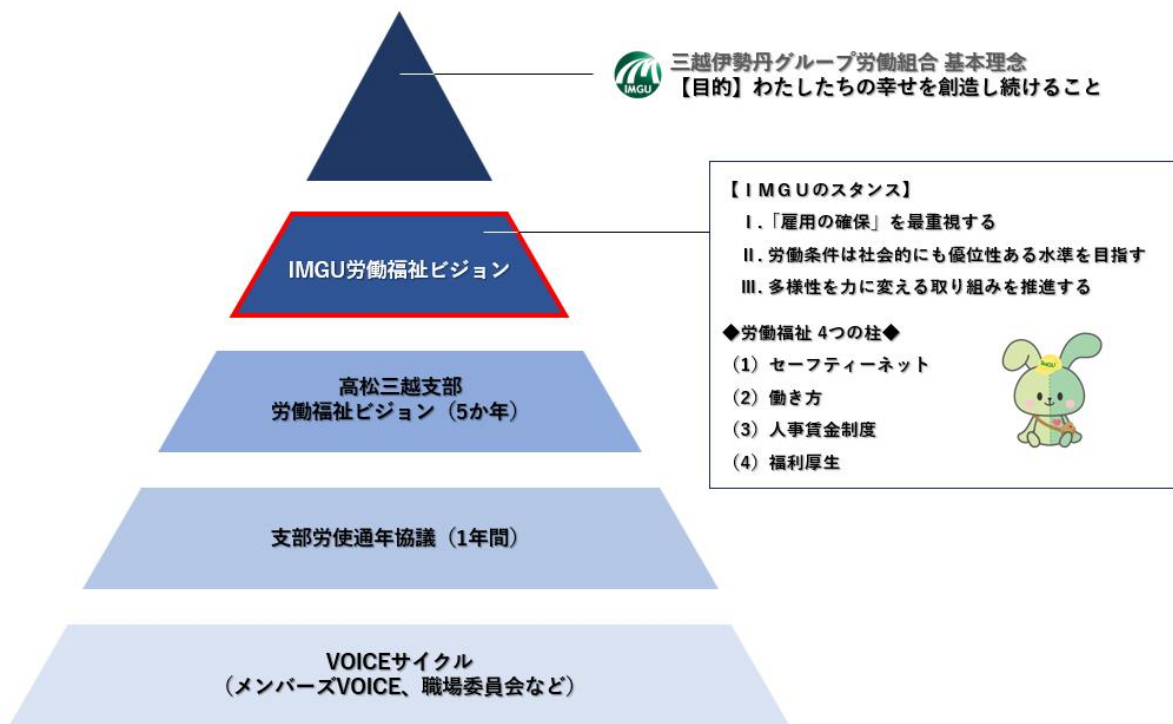 IMGU
三越伊勢丹グループ労働組合 基本理念
【目的】わたしたちの幸せを創造し続けること
【IMGUのスタンス】
Ⅰ.「雇用の確保」を最重視する
Ⅱ.労働条件は社会的にも優位性ある水準を目指す
Ⅲ.多様性を力に変える取り組みを推進する
◆労働福祉 4つの柱◆
(1)セーフティーネット
(2)働き方
(3)人事賃金制度
(4)福利厚生
IMGU労働福祉ビジョン
高松三越支部
労働福祉ビジョン(5か年)
支部労使通年協議(1年間)
VOICEサイクル
(メンバーズVOICE、職場委員会など)